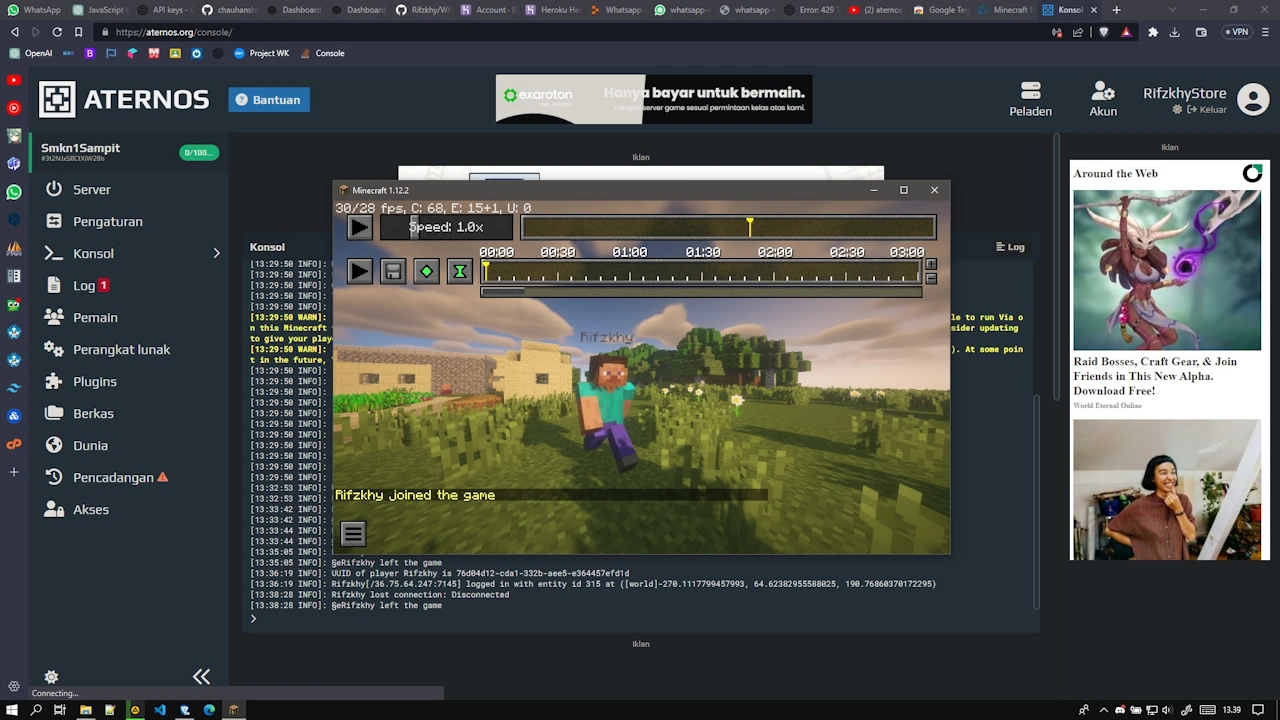 WhatsApp
JavaScript
API keys -
chauhansh
Dashboard
Dashboar
Rifzkhy/W
Account -
Heroku He
Whatsapp
whatsapp-
whatsapp-
Error: 429
(2) aternos
Google Te
Minecraft
Konsol
https://aternos.org/console/
VPN
OpenAI
Project WK
Console
ATERNOS
Bantuan
exaroton
Hanya bayar untuk bermain.
server game sesuai permintaan kelas atas kami.
Peladen
Akun
RifzkhyStore
Keluar
Smkn1Sampit
0/100...
Server
Pengaturan
Konsol
Log 1
Pemain
Perangkat lunak
Plugins
Berkas
Dunia
Pencadangan
Akses
Iklan
Konsol
Log
[13:29:50 INFO]:
[13:29:50 INFO]:
[13:29:50 INFO]:
[13:29:50 INFO]:
[13:29:50 INFO]:
[13:29:50 WARN]: le to run Via o
n this Minecraft sider updating
to give your play
[13:29:50 WARN]: ). At some poin
t in the future,
[13:29:50 INFO]:
[13:29:50 INFO]:
[13:29:50 INFO]:
[13:29:50 INFO]:
[13:29:50 INFO]:
[13:29:50 INFO]:
[13:29:50 INFO]:
[13:29:50 INFO]:
[13:29:50 INFO]:
[13:29:50 INFO]:
[13:29:50 INFO]:
[13:32:53 INFO]:
[13:32:53 INFO]:
[13:33:42 INFO]:
[13:33:42 INFO]:
[13:33:44 INFO]:
[13:33:44 INFO]:
[13:35:05 INFO]: §eRifzkhy left the game
[13:36:19 INFO]: UUID of player Rifzkhy is 76d04d12-cda1-332b-aee5-e364457efd1d
[13:36:19 INFO]: Rifzkhy[/36.75.64.247:7145] logged in with entity id 315 at ([world]-270.1117799457993, 64.62382955588025, 190.76860370172295)
[13:38:28 INFO]: Rifzkhy lost connection: Disconnected
[13:38:28 INFO]: §eRifzkhy left the game
>
Minecraft 1.12.2
30/28 fps, C: 68, E: 15+1, U: 0
Speed: 1.0x
00:00 00:30 01:00 01:30 02:00 02:30 03:00
Rifzkhy
Rifzkhy joined the game
Iklan
Iklan
Around the Web
Raid Bosses, Craft Gear, & Join
Friends in This New Alpha.
Download Free!
World Eternal Online
Connecting...
13.39